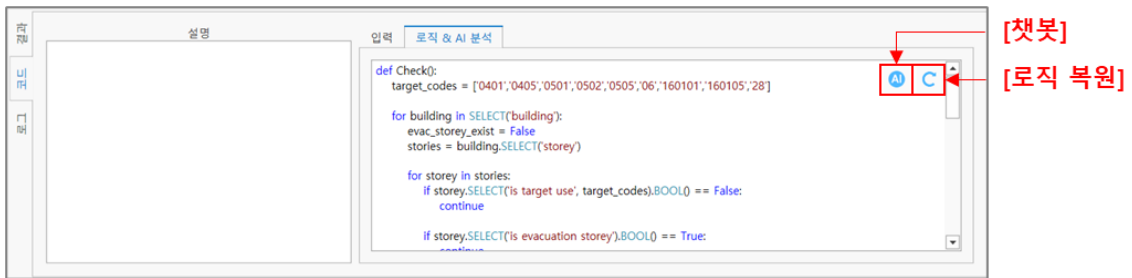 결과
코드
로그
설명
입력
로직 & AI 분석
def Check():
target_codes = ['0401','0405','0501','0502','0505','06','160101','160105','28']
for building in SELECT('building'):
evac_storey_exist = False
stories = building.SELECT('storey')
for storey in stories:
if storey.SELECT('is target use', target_codes).BOOL() == False:
continue
if storey.SELECT('is evacuation storey').BOOL() == True:
AI
[챗봇]
[로직 복원]